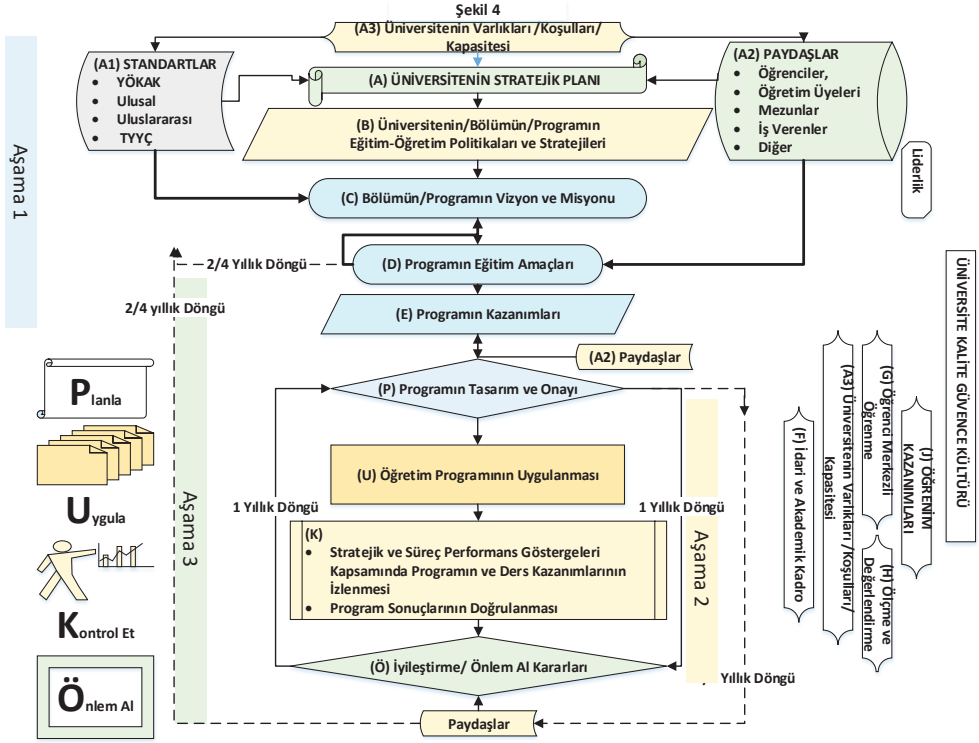 Şekil 4
(A3) Üniversitenin Varlıkları /Koşulları/
Kapasitesi
(A1) STANDARTLAR
• YÖKAK
• Ulusal
• Uluslararası
• TYYÇ
(A) ÜNİVERSİTENİN STRATEJİK PLANI
(A2) PAYDAŞLAR
• Öğrenciler,
• Öğretim Üyeleri
• Mezunlar
• İş Verenler
• Diğer
(B) Üniversitenin/Bölümün/Programın
Eğitim-Öğretim Politikaları ve Stratejileri
Aşama 1
Liderlik
(C) Bölümün/Programın Vizyon ve Misyonu
2/4 Yıllık Döngü
(D) Programın Eğitim Amaçları
2/4 yıllık Döngü
(E) Programın Kazanımları
(A2) Paydaşlar
(P) Programın Tasarım ve Onayı
Planla
Uygula
Kontrol Et
Önlem Al
Aşama 3
(U) Öğretim Programının Uygulanması
1 Yıllık Döngü
1 Yıllık Döngü
(K)
• Stratejik ve Süreç Performans Göstergeleri
Kapsamında Programın ve Ders Kazanımlarının
İzlenmesi
• Program Sonuçlarının Doğrulanması
Aşama 2
(Ö) İyileştirme/ Önlem Al Kararları
Yıllık Döngü
Paydaşlar
(F) İdari ve Akademik Kadro
(A3) Üniversitenin Varlıkları /Koşulları/
Kapasitesi
(G) Öğrenci Merkezli
Öğrenme
(H) Ölçme ve
Değerlendirme
(J) ÖĞRENİM
KAZANIMLARI
ÜNİVERSİTE KALİTE GÜVENCE KÜLTÜRÜ